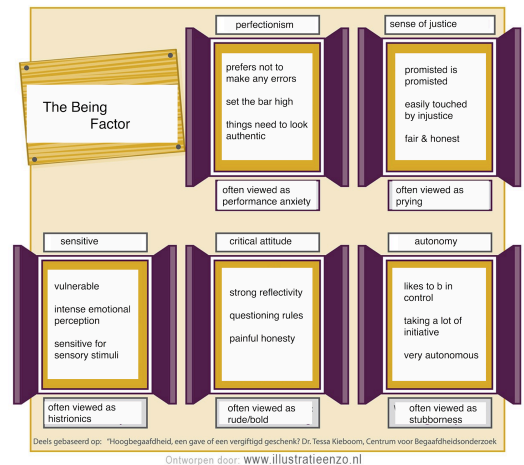 The Being
Factor
perfectionism
prefers not to
make any errors
set the bar high
things need to look
authentic
often viewed as
performance anxiety
sense of justice
promisted is
promisted
easily touched
by injustice
fair & honest
often viewed as
prying
sensitive
vulnerable
intense emotional
perception
sensitive for
sensory stimuli
often viewed as
histrionics
critical attitude
strong reflectivity
questioning rules
painful honesty
often viewed as
rude/bold
autonomy
likes to b in
control
taking a lot of
initiative
very autonomous
often viewed as
stubborness
Deels gebaseerd op: "Hoogbegaafdheid, een gave of een vergiftigd geschenk? Dr. Tessa Kieboom, Centrum voor Begaafdheidsonderzoek
Ontworpen door: www.illustratieenzo.nl